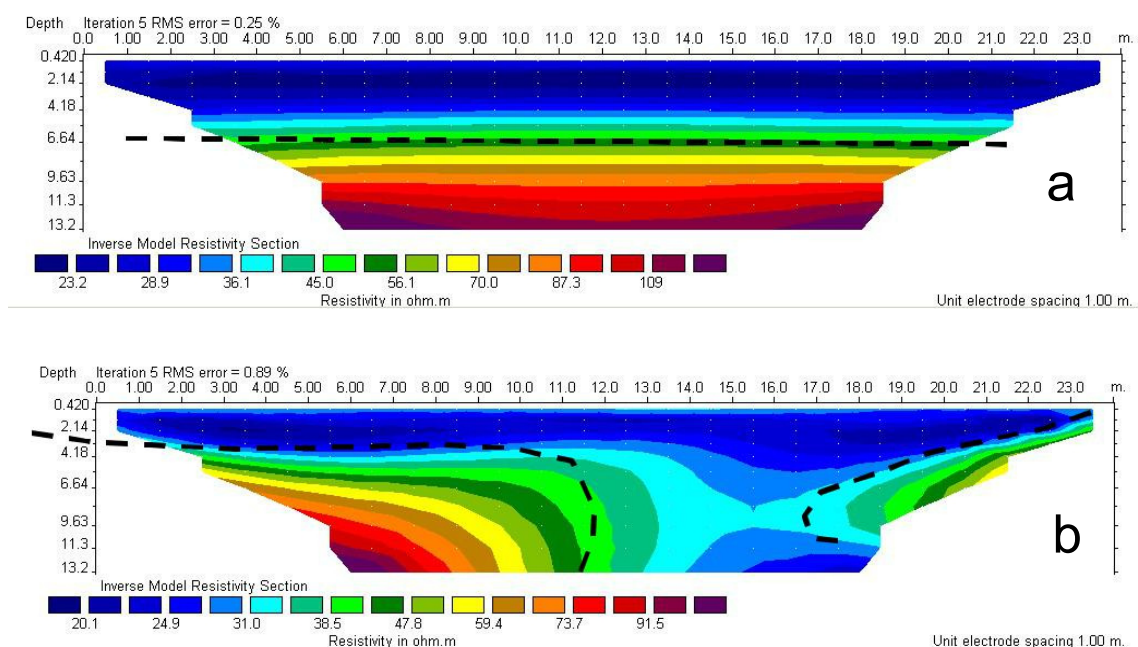 Depth Iteration 5 RMS error = 0.25 %
0.0 1.00 2.00 3.00 4.00 5.00 6.00 7.00 8.00 9.00 10.0 11.0 12.0 13.0 14.0 15.0 16.0 17.0 18.0 19.0 20.0 21.0 22.0 23.0 m.
0.420
2.14
4.18
6.64
9.63
11.3
13.2
a
Inverse Model Resistivity Section
23.2 28.9 36.1 45.0 56.1 70.0 87.3 109
Resistivity in ohm.m Unit electrode spacing 1.00 m.
Depth Iteration 5 RMS error = 0.89 %
0.0 1.00 2.00 3.00 4.00 5.00 6.00 7.00 8.00 9.00 10.0 11.0 12.0 13.0 14.0 15.0 16.0 17.0 18.0 19.0 20.0 21.0 22.0 23.0 m.
0.420
2.14
4.18
6.64
9.63
11.3
13.2
b
Inverse Model Resistivity Section
20.1 24.9 31.0 38.5 47.8 59.4 73.7 91.5
Resistivity in ohm.m Unit electrode spacing 1.00 m.